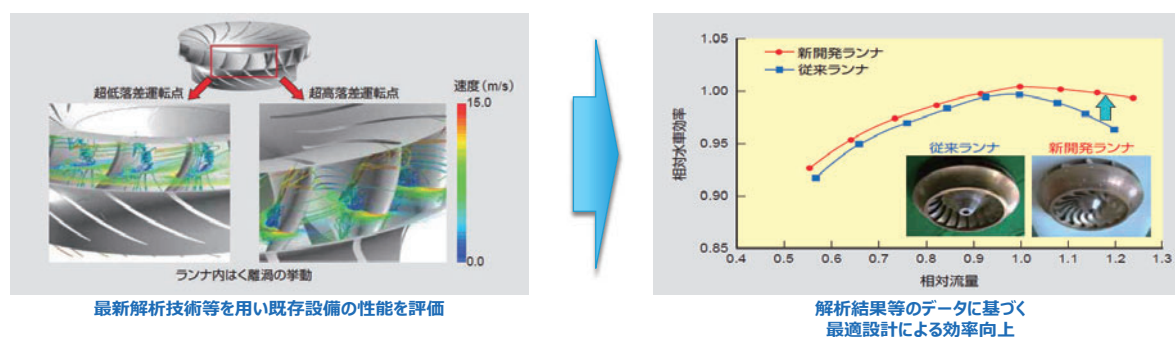 超低落差運転点
超高落差運転点
速度（m/s）
15.0
0.0
ランナ内はく離渦の挙動
最新解析技術等を用い既存設備の性能を評価
1.05
1.00
0.95
0.90
0.85
相対水車効率
新開発ランナ
従来ランナ
従来ランナ
新開発ランナ
0.4 0.5 0.6 0.7 0.8 0.9 1.0 1.1 1.2 1.3
相対流量
解析結果等のデータに基づく
最適設計による効率向上